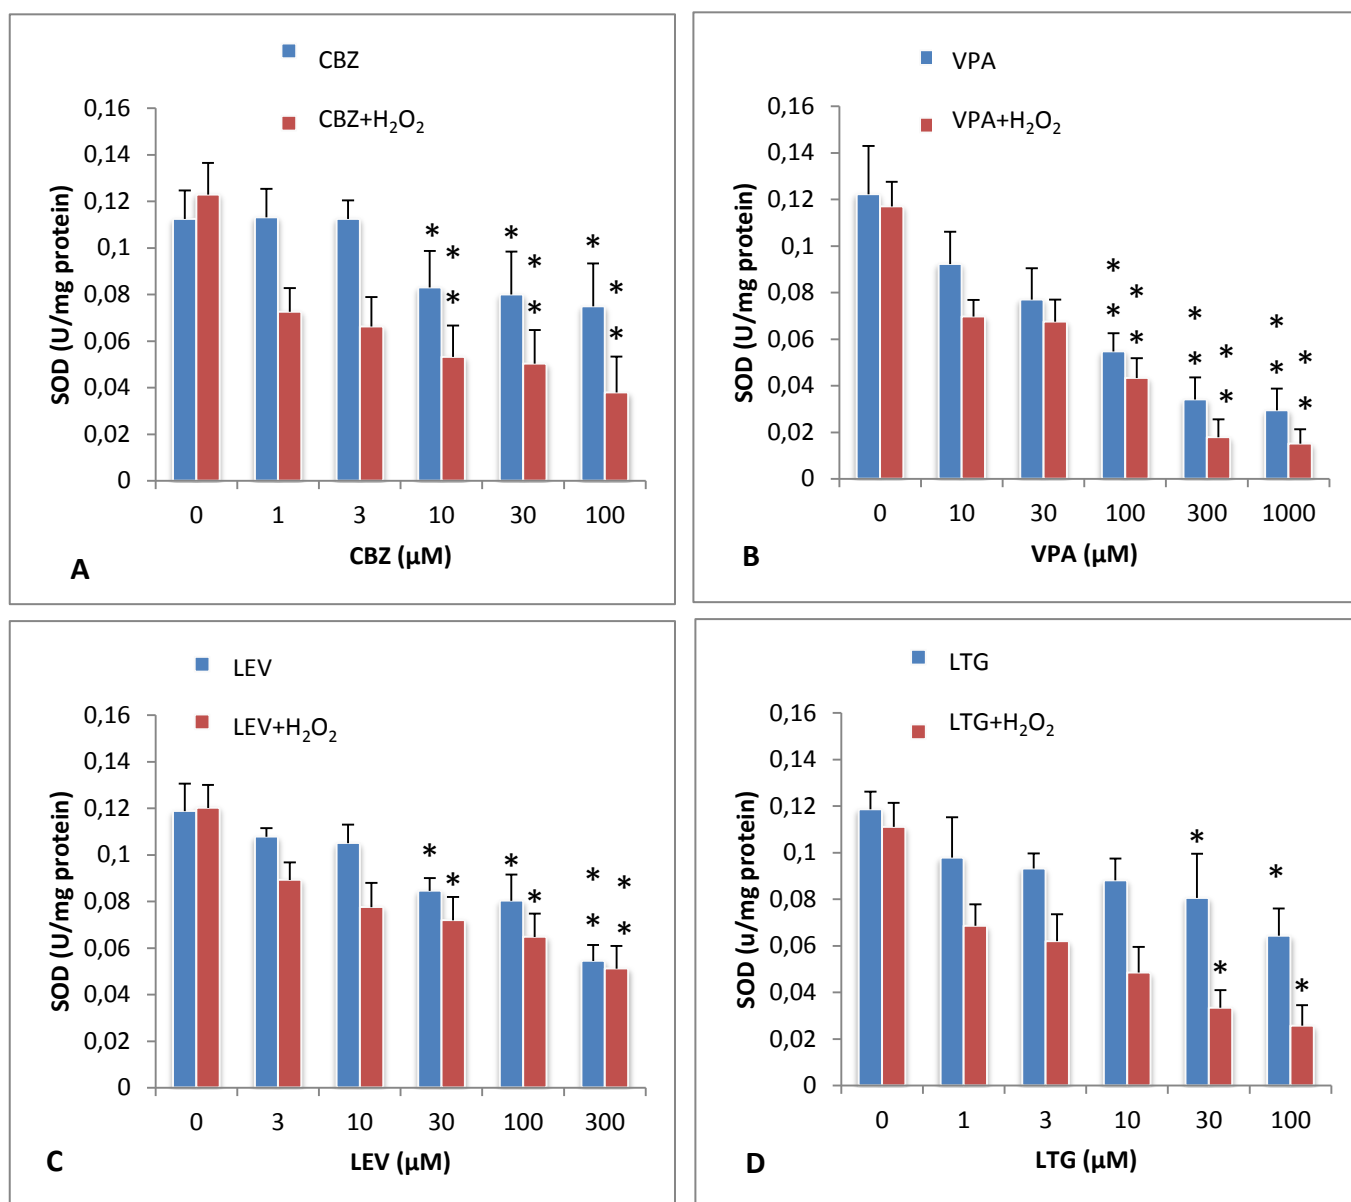 CBZ
CBZ+H₂O₂
0,16
0,14
0,12
0,1
0,08
0,06
0,04
0,02
0
SOD (U/mg protein)
* * * * * * * * *
0 1 3 10 30 100
CBZ (µM)
A
VPA
VPA+H₂O₂
0,16
0,14
0,12
0,1
0,08
0,06
0,04
0,02
0
SOD (U/mg protein)
* * * * * * * * * * * *
0 10 30 100 300 1000
VPA (µM)
B
LEV
LEV+H₂O₂
0,16
0,14
0,12
0,1
0,08
0,06
0,04
0,02
0
SOD (U/mg protein)
* * * * * * * *
0 3 10 30 100 300
LEV (µM)
C
LTG
LTG+H₂O₂
0,16
0,14
0,12
0,1
0,08
0,06
0,04
0,02
0
SOD (u/mg protein)
* * * *
0 1 3 10 30 100
LTG (µM)
D